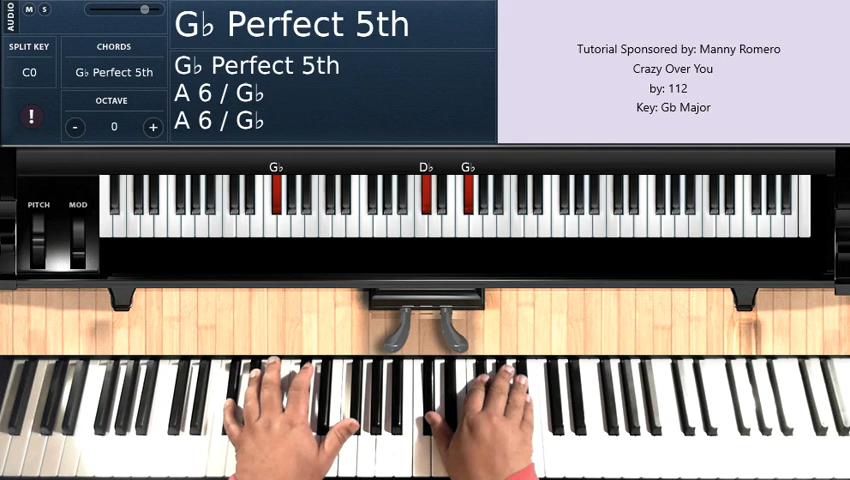 AUDIO
M S
G♭ Perfect 5th
SPLIT KEY
CHORDS
C0
G♭ Perfect 5th
G♭ Perfect 5th
A 6 / G♭
A 6 / G♭
OCTAVE
!
- 0 +
Tutorial Sponsored by: Manny Romero
Crazy Over You
by: 112
Key: Gb Major
G♭ D♭ G♭
PITCH MOD